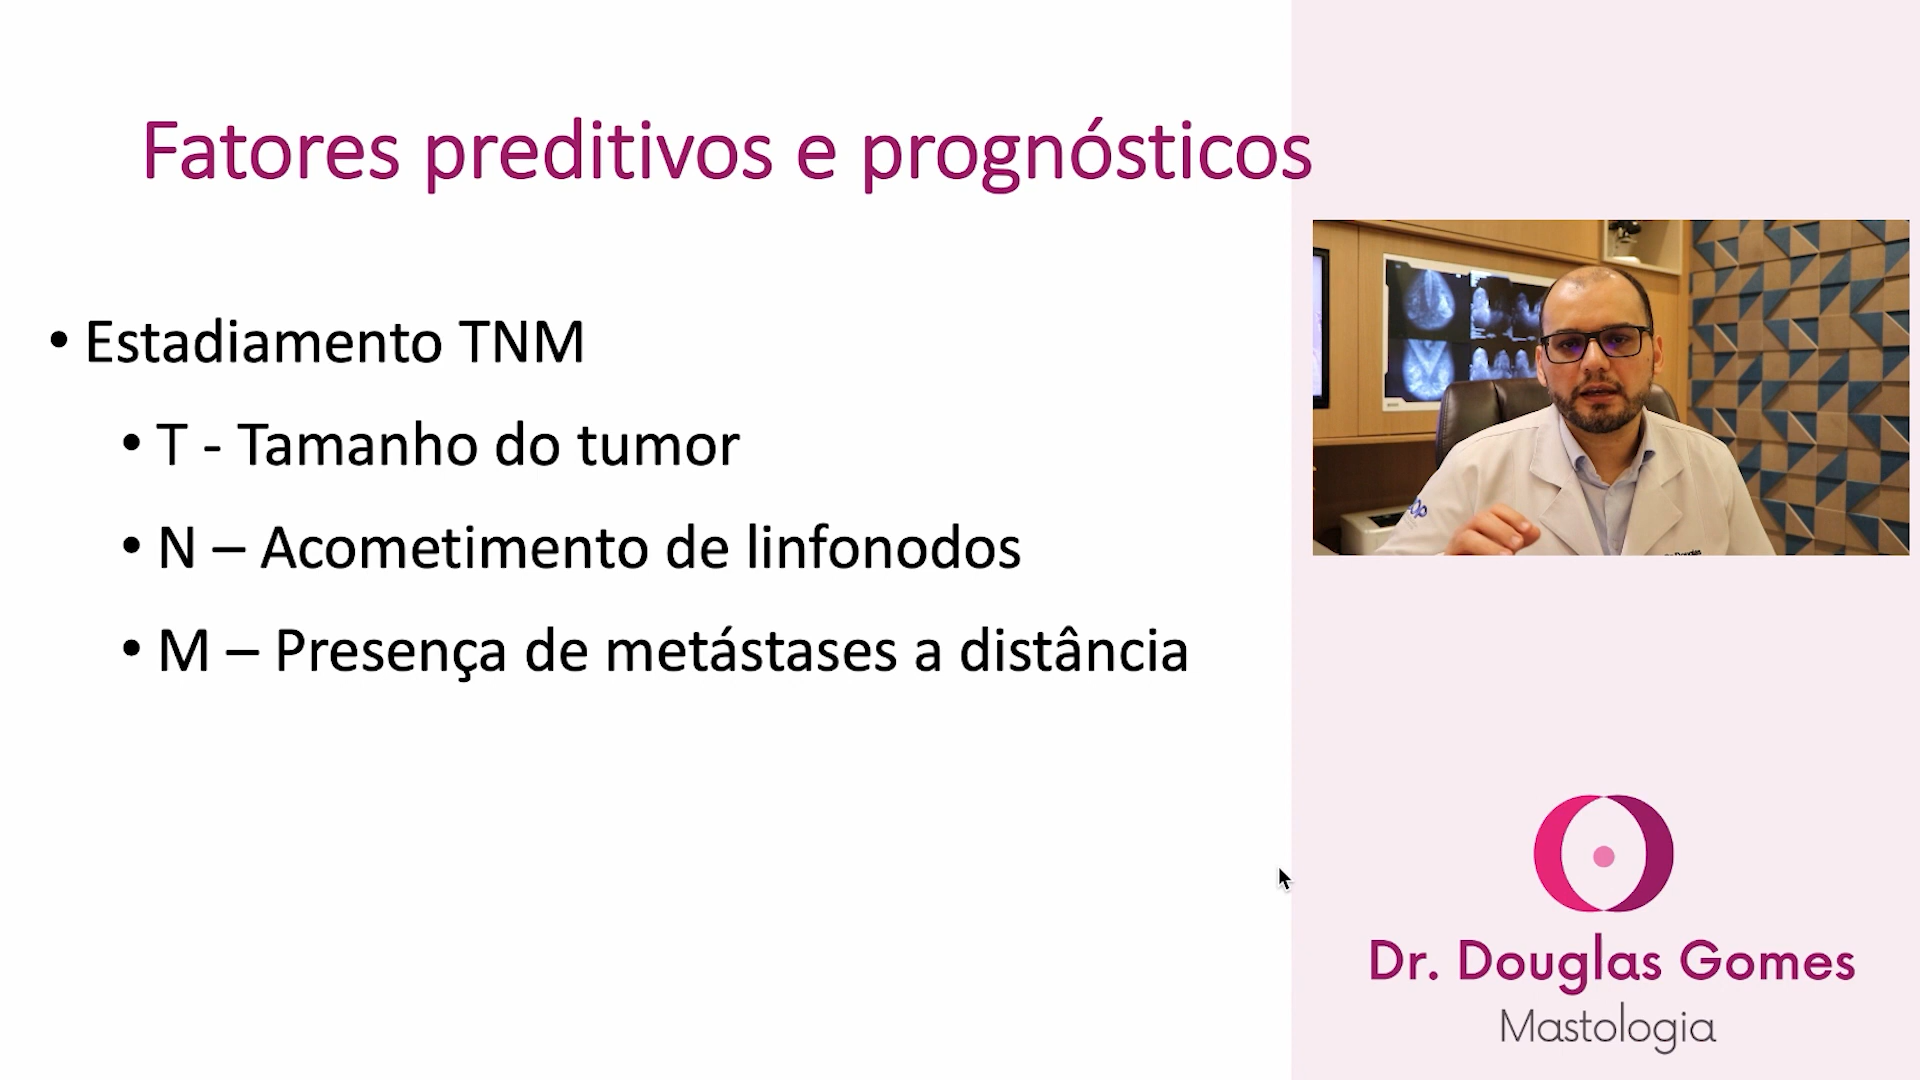 Fatores preditivos e prognósticos
• Estadiamento TNM
• T - Tamanho do tumor
• N – Acometimento de linfonodos
• M – Presença de metástases a distância
Dr. Douglas Gomes
Mastologia